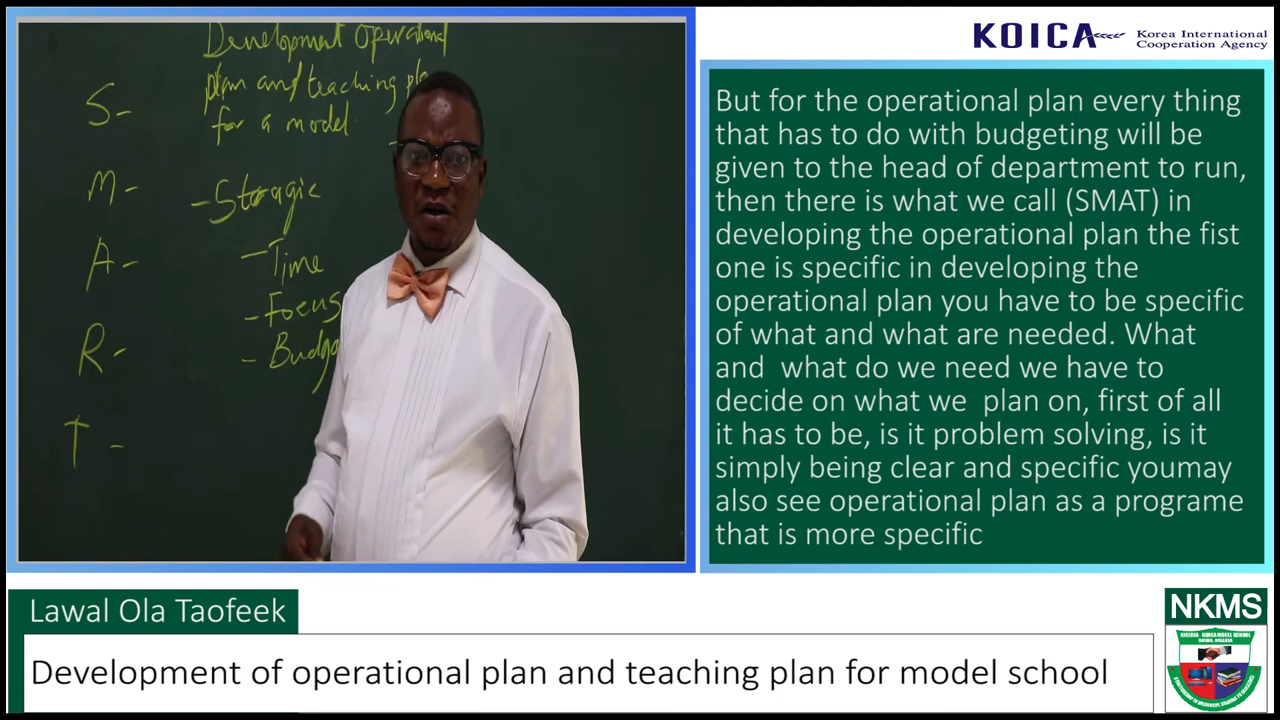 Development Operational
plan and teaching pla
for a model
S-
M-
A-
R-
T-
-Stragic
-Time
-Focus
-Budge
KOICA Korea International
Cooperation Agency
But for the operational plan every thing
that has to do with budgeting will be
given to the head of department to run,
then there is what we call (SMAT) in
developing the operational plan the fist
one is specific in developing the
operational plan you have to be specific
of what and what are needed. What
and what do we need we have to
decide on what we plan on, first of all
it has to be, is it problem solving, is it
simply being clear and specific youmay
also see operational plan as a programe
that is more specific
Lawal Ola Taofeek
Development of operational plan and teaching plan for model school
NKMS
NIGERIA KOREA MODEL SCHOOL